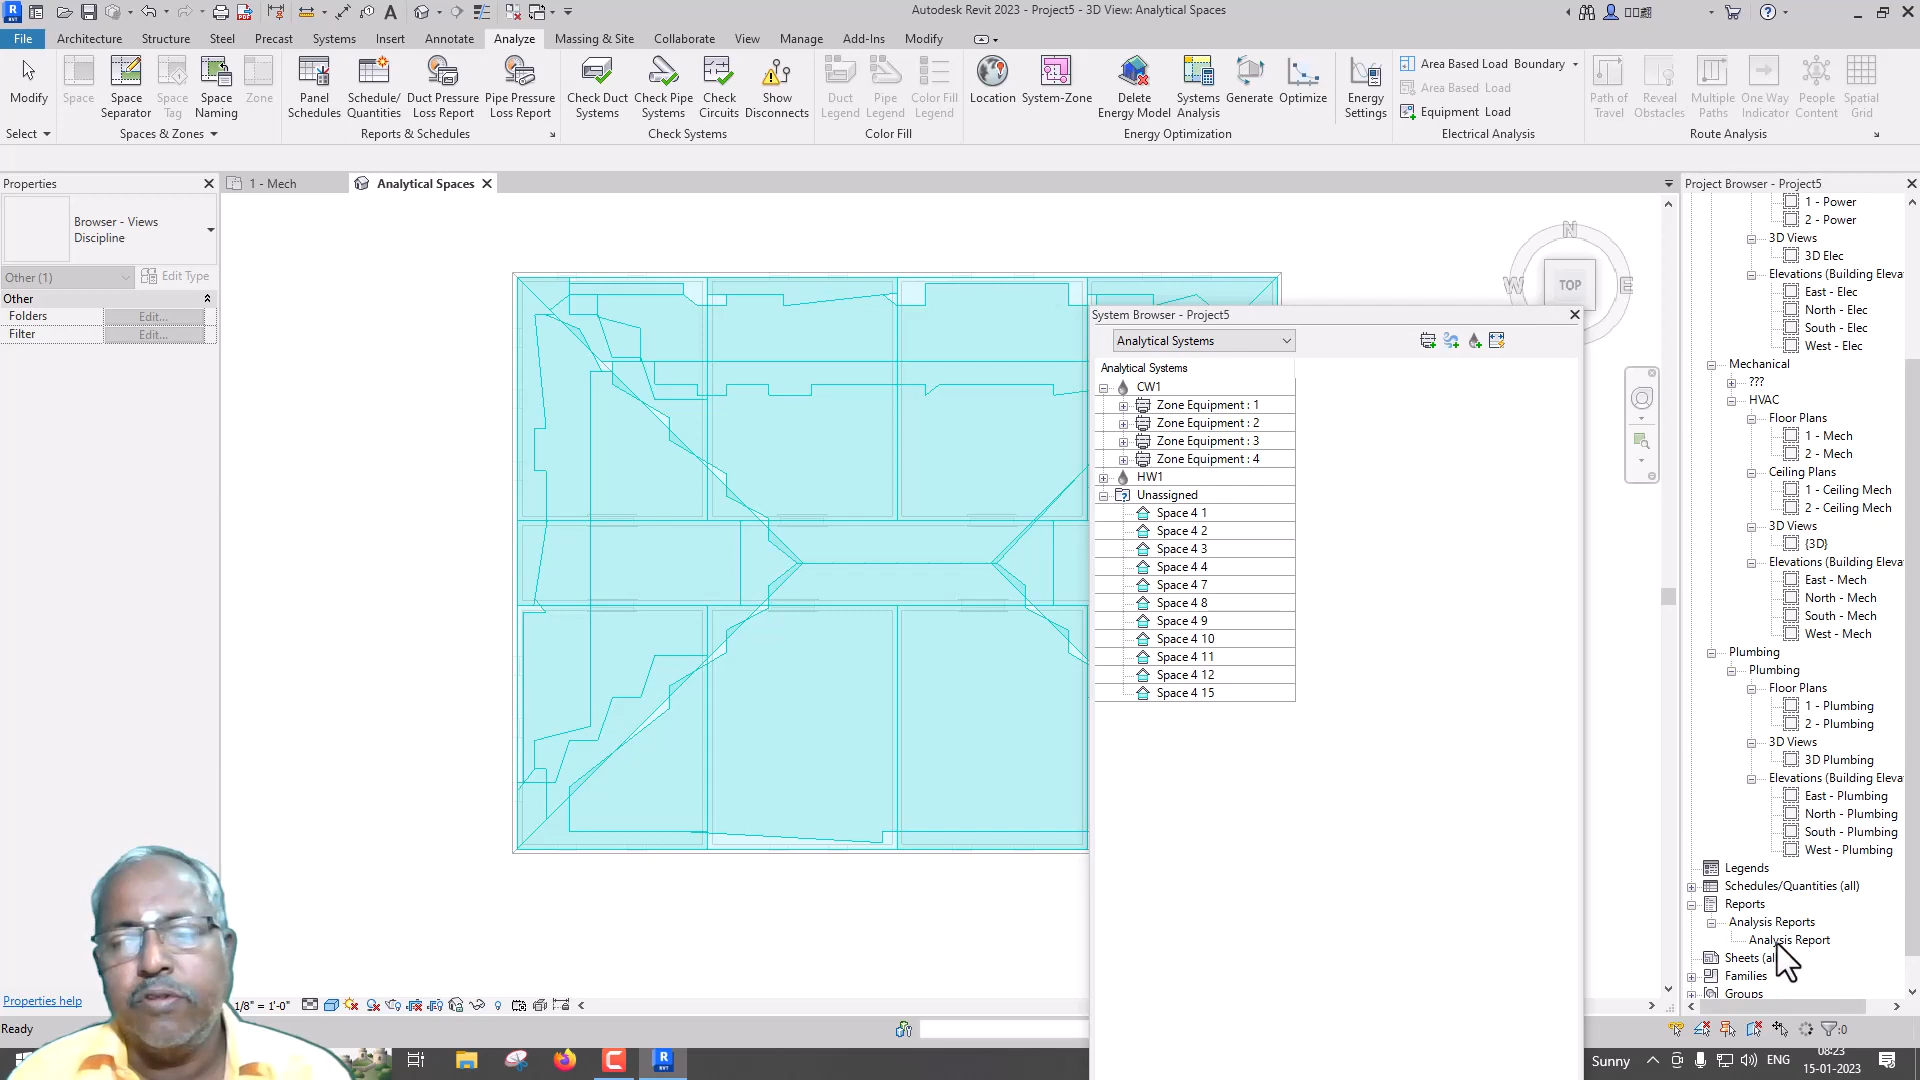 Autodesk Revit 2023 - Project5 - 3D View: Analytical Spaces
File Architecture Structure Steel Precast Systems Insert Annotate Analyze Massing & Site Collaborate View Manage Add-Ins Modify
Modify
Select
Space
Space Separator
Space Tag
Space Naming
Zone
Spaces & Zones
Panel Schedules
Schedule/ Quantities
Duct Pressure Loss Report
Pipe Pressure Loss Report
Reports & Schedules
Check Duct Systems
Check Pipe Systems
Check Circuits
Show Disconnects
Check Systems
Duct Legend
Pipe Legend
Color Fill Legend
Color Fill
Location
System-Zone
Delete Energy Model
Systems Analysis
Generate
Optimize
Energy Optimization
Energy Settings
Area Based Load Boundary
Area Based Load
Equipment Load
Electrical Analysis
Path of Travel
Reveal Obstacles
Multiple Paths
One Way Indicator
People Content
Spatial Grid
Route Analysis
Properties
Browser - Views
Discipline
Other (1)
Edit Type
Other
Folders Edit...
Filter Edit...
Properties help
1 - Mech
Analytical Spaces
N
W
TOP
E
System Browser - Project5
Analytical Systems
Analytical Systems
CW1
Zone Equipment : 1
Zone Equipment : 2
Zone Equipment : 3
Zone Equipment : 4
HW1
Unassigned
Space 4 1
Space 4 2
Space 4 3
Space 4 4
Space 4 7
Space 4 8
Space 4 9
Space 4 10
Space 4 11
Space 4 12
Space 4 15
Project Browser - Project5
1 - Power
2 - Power
3D Views
3D Elec
Elevations (Building Eleva
East - Elec
North - Elec
South - Elec
West - Elec
Mechanical
???
HVAC
Floor Plans
1 - Mech
2 - Mech
Ceiling Plans
1 - Ceiling Mech
2 - Ceiling Mech
3D Views
{3D}
Elevations (Building Eleva
East - Mech
North - Mech
South - Mech
West - Mech
Plumbing
Plumbing
Floor Plans
1 - Plumbing
2 - Plumbing
3D Views
3D Plumbing
Elevations (Building Eleva
East - Plumbing
North - Plumbing
South - Plumbing
West - Plumbing
Legends
Schedules/Quantities (all)
Reports
Analysis Reports
Analysis Report
Sheets (al
Families
Groups
1/8" = 1'-0"
Ready
:0
Sunny
ENG
08:23
15-01-2023